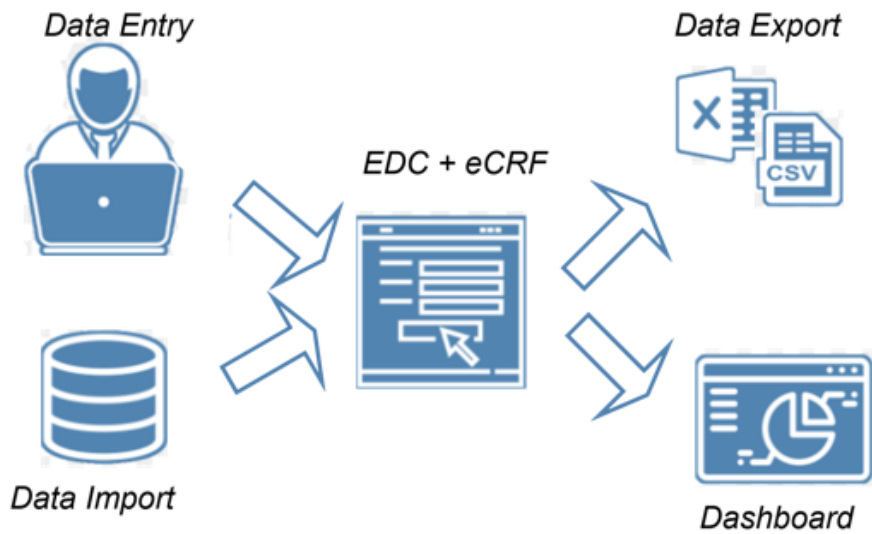 Data Entry
Data Export
EDC + eCRF
X
CSV
Data Import
Dashboard